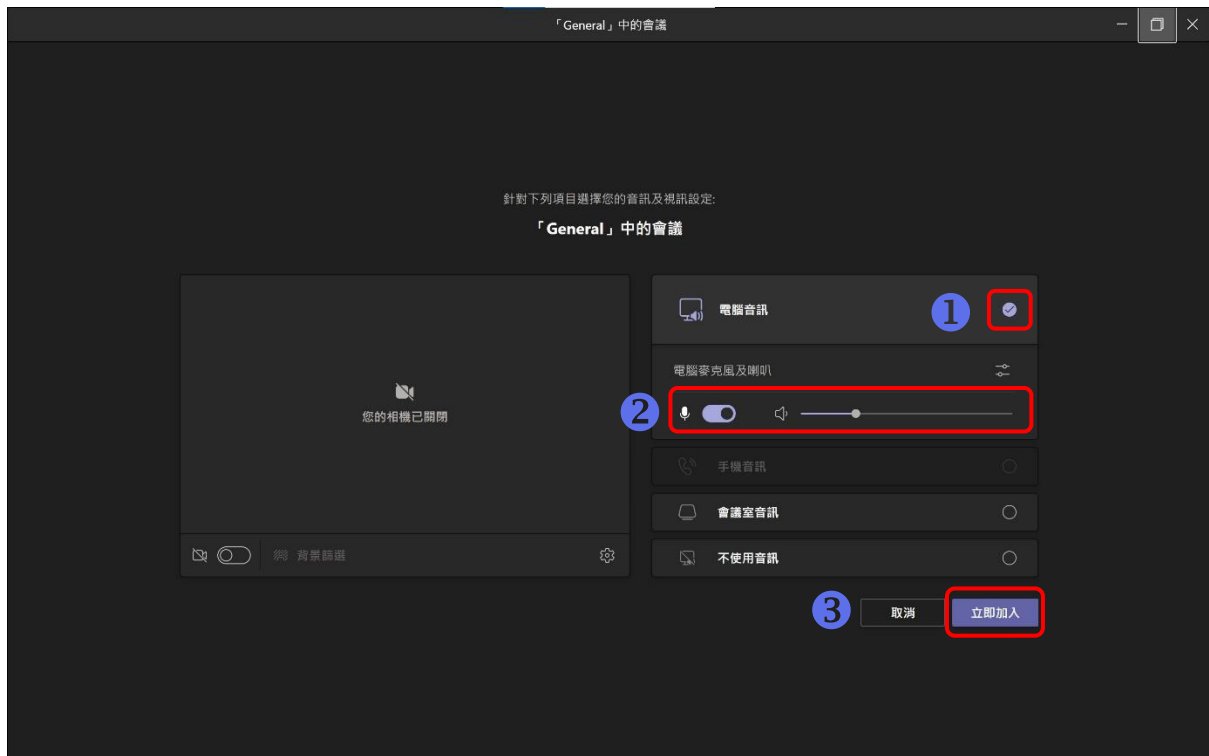 「General」中的會議
針對下列項目選擇您的音訊及視訊設定:
「General」中的會議
您的相機已關閉
背景篩選
電腦音訊
1
電腦麥克風及喇叭
2
手機音訊
會議室音訊
不使用音訊
3
取消
立即加入